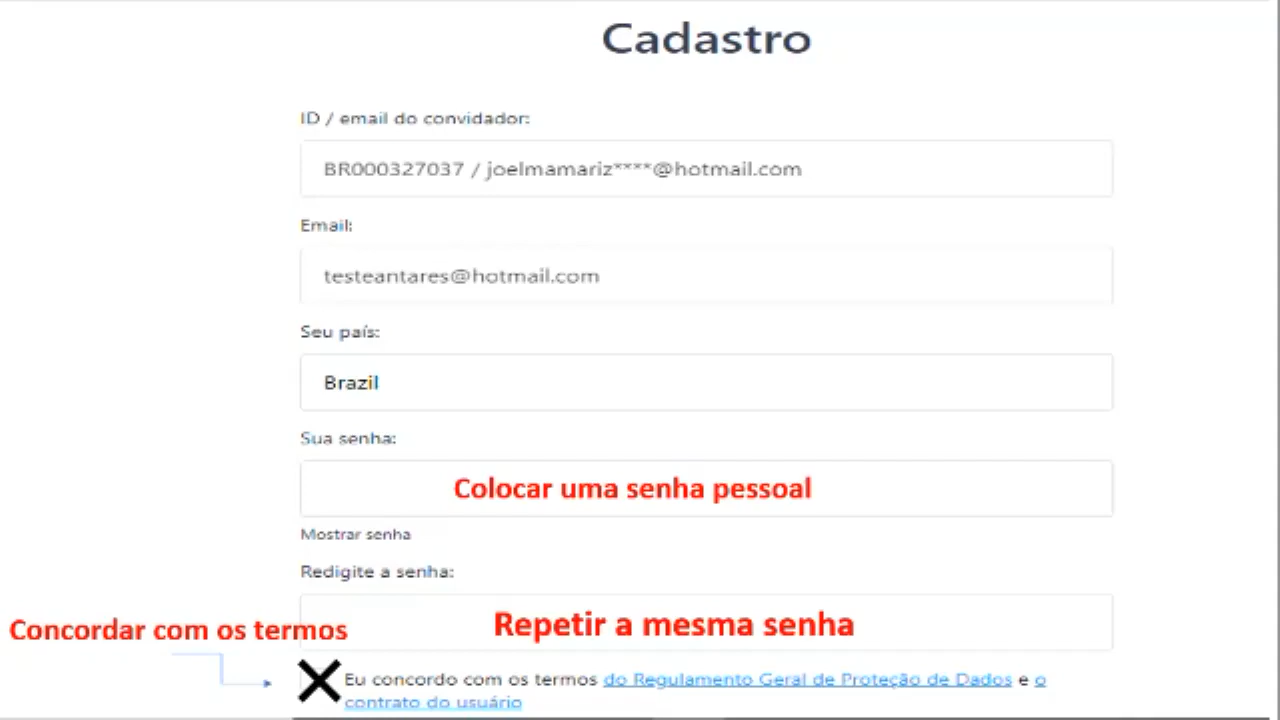 Cadastro
ID / email do convidador:
BR000327037 / joelmamariz****@hotmail.com
Email:
testeantares@hotmail.com
Seu país:
Brazil
Sua senha:
Colocar uma senha pessoal
Mostrar senha
Redigite a senha:
Repetir a mesma senha
Concordar com os termos
Eu concordo com os termos do Regulamento Geral de Proteção de Dados e o
contrato do usuário